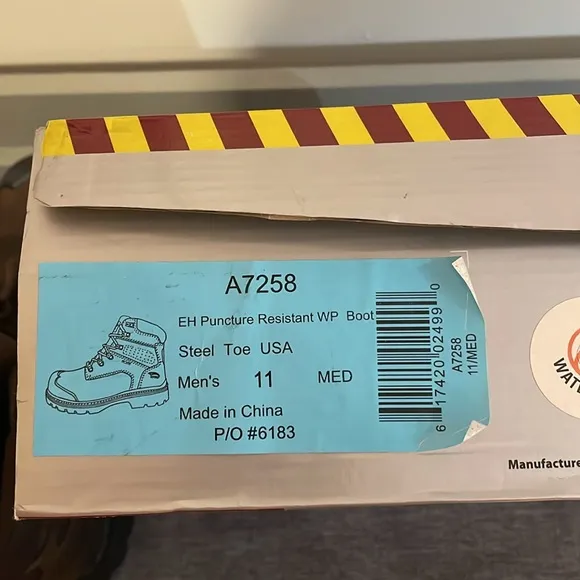 A7258
EH Puncture Resistant WP Boot
Steel Toe USA
Men's 11 MED
Made in China
P/O #6183
6 17420 02499 0
A7258
11/MED
WAT
Manufacture